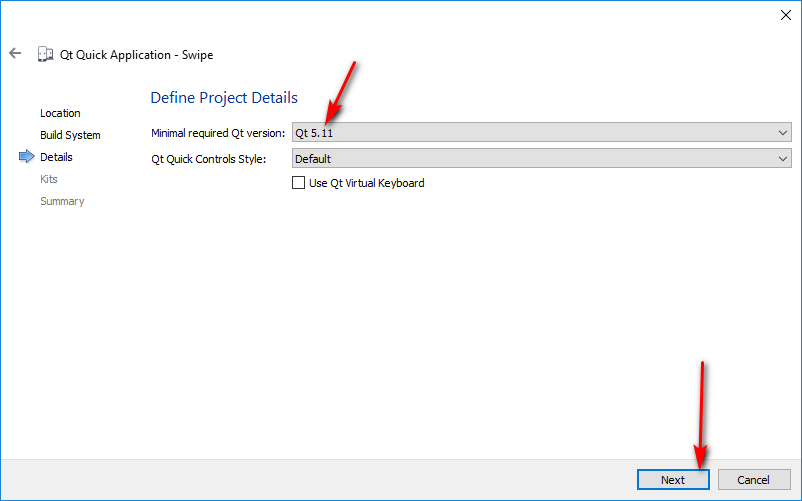 Qt Quick Application - Swipe
Define Project Details
Location
Build System
Details
Kits
Summary
Minimal required Qt version: Qt 5.11
Qt Quick Controls Style: Default
Use Qt Virtual Keyboard
Next Cancel